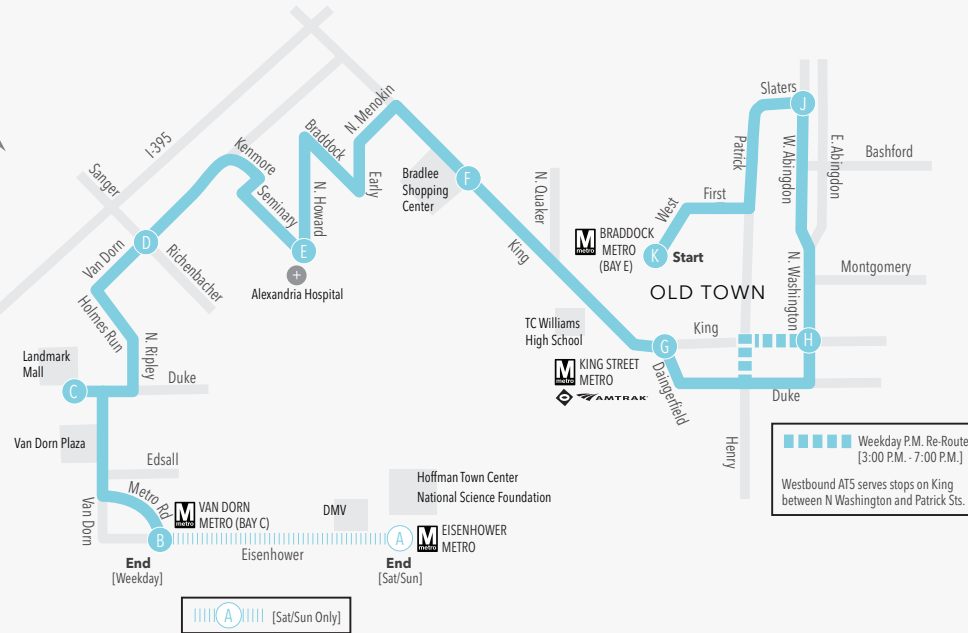 I-395
Sanger
Kenmore
Seminary
Braddock
N. Howard
Early
N. Menokin
Bradlee
Shopping
Center
F
N. Quaker
King
Slaters
J
Patrick
W. Abingdon
E. Abingdon
Bashford
First
West
metro
BRADDOCK
METRO
(BAY E)
K
Start
OLD TOWN
N. Washington
Montgomery
Van Dorn
D
Richenbacher
E
Alexandria Hospital
Holmes Run
N. Ripley
Landmark
Mall
C
Duke
TC Williams
High School
metro
KING STREET
METRO
AMTRAK
G
King
H
Daingerfield
Duke
Henry
Van Dorn Plaza
Edsall
Van Dorn
Metro Rd
metro
VAN DORN
METRO (BAY C)
B
End
[Weekday]
Eisenhower
DMV
Hoffman Town Center
National Science Foundation
A
metro
EISENHOWER
METRO
End
[Sat/Sun]
Weekday P.M. Re-Route
[3:00 P.M. - 7:00 P.M.]
Westbound AT5 serves stops on King
between N Washington and Patrick Sts.
A
[Sat/Sun Only]